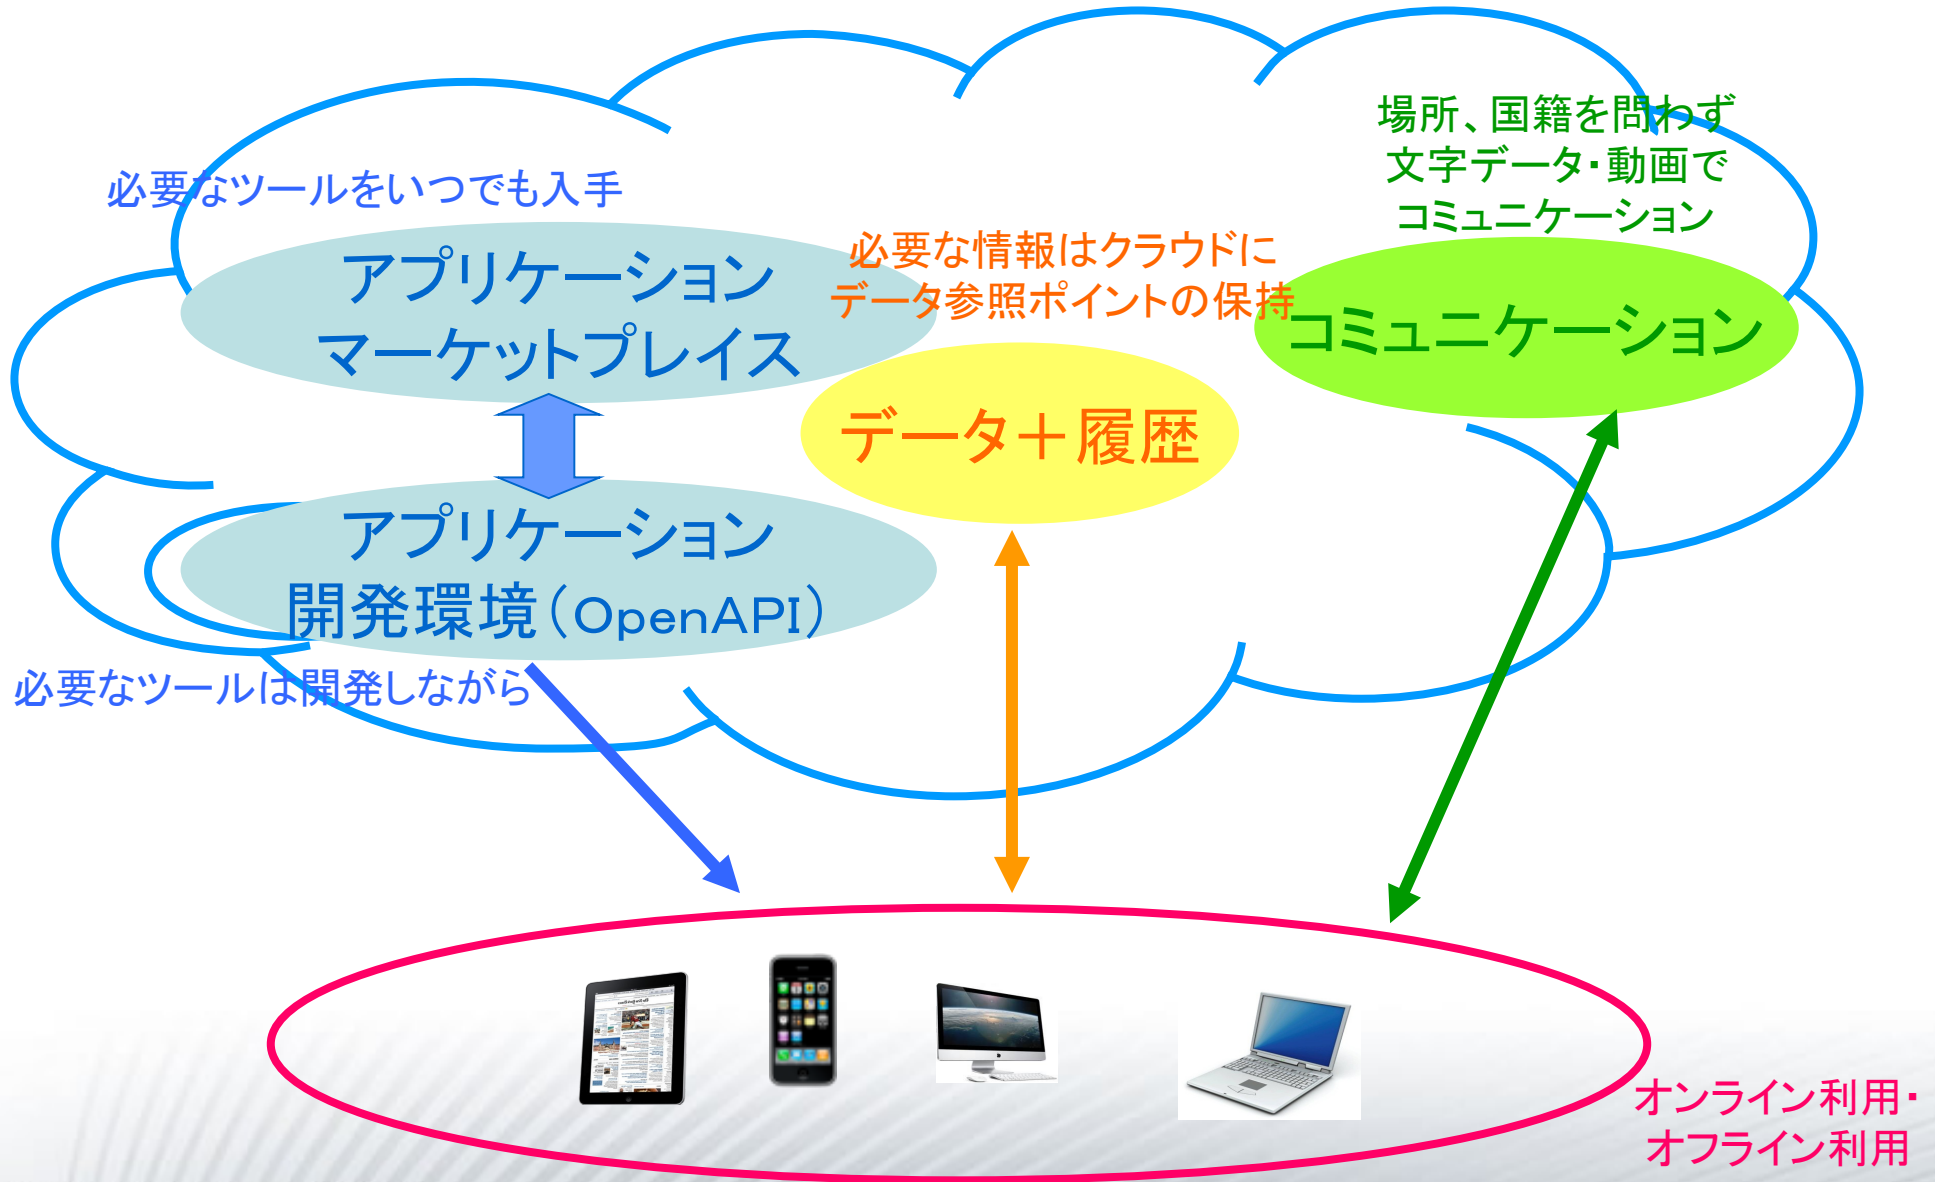 場所、国籍を問わず
文字データ・動画で
コミュニケーション
必要なツールをいつでも入手
アプリケーション
マーケットプレイス
必要な情報はクラウドに
データ参照ポイントの保持
コミュニケーション
データ＋履歴
アプリケーション
開発環境（OpenAPI）
必要なツールは開発しながら
オンライン利用・
オフライン利用